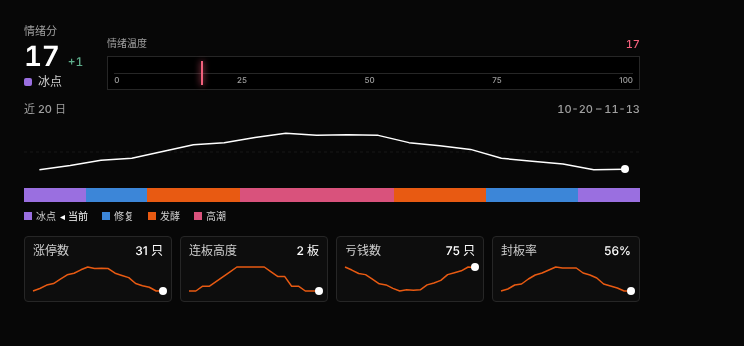 情绪分
17 +1
冰点
情绪温度 17
0 25 50 75 100
近 20 日 10-20 – 11-13
冰点 ◂ 当前 修复 发酵 高潮
涨停数 31 只
连板高度 2 板
亏钱数 75 只
封板率 56%